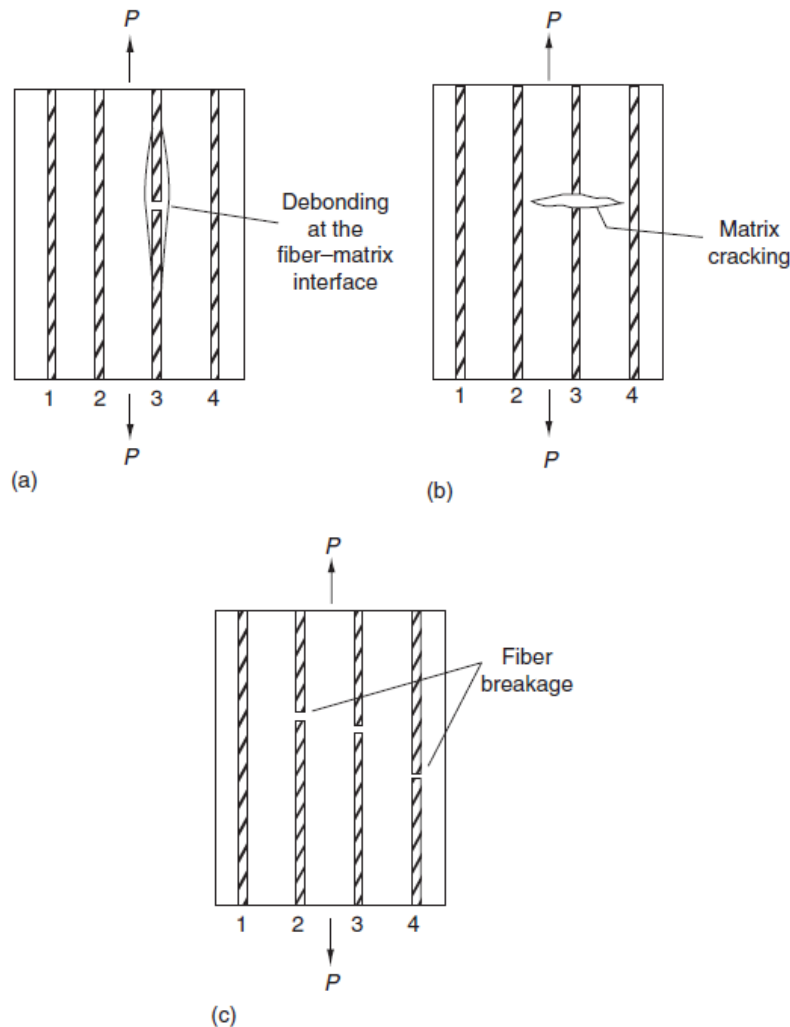 P
Debonding
at the
fiber–matrix
interface
1 2 3 4
P
(a)
P
Matrix
cracking
1 2 3 4
P
(b)
P
Fiber
breakage
1 2 3 4
P
(c)